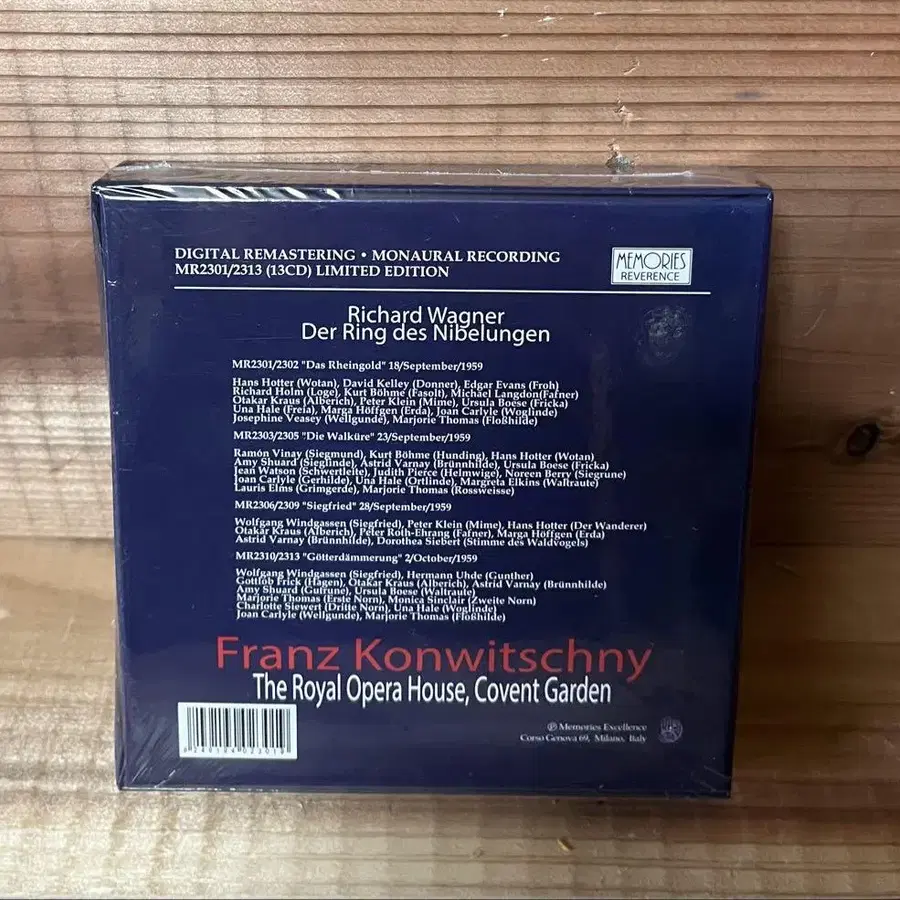 DIGITAL REMASTERING • MONAURAL RECORDING
MR2301/2313 (13CD) LIMITED EDITION
MEMORIES
REVERENCE
Richard Wagner
Der Ring des Nibelungen
MR2301/2302 "Das Rheingold" 18/September/1959
Hans Hotter (Wotan), David Kelley (Donner), Edgar Evans (Froh)
Richard Holm (Loge), Kurt Böhme (Fasolt), Michael Langdon(Fafner)
Otakar Kraus (Alberich), Peter Klein (Mime), Ursula Boese (Fricka)
Una Hale (Freia), Marga Höffgen (Erda), Joan Carlyle (Woglinde)
Josephine Veasey (Wellgunde), Marjorie Thomas (Floßhilde)
MR2303/2305 "Die Walküre" 23/September/1959
Ramón Vinay (Siegmund), Kurt Böhme (Hunding), Hans Hotter (Wotan)
Amy Shuard (Sieglinde), Astrid Varnay (Brünnhilde), Ursula Boese (Fricka)
Jean Watson (Schwertleite), Judith Pierce (Helmwige), Noreen Berry (Siegrune)
Joan Carlyle (Gerhilde), Una Hale (Ortlinde), Margreta Elkins (Waltraute)
Lauris Elms (Grimgerde), Marjorie Thomas (Rossweisse)
MR2306/2309 "Siegfried" 28/September/1959
Wolfgang Windgassen (Siegfried), Peter Klein (Mime), Hans Hotter (Der Wanderer)
Otakar Kraus (Alberich), Peter Roth-Ehrang (Fafner), Marga Höffgen (Erda)
Astrid Varnay (Brünnhilde), Dorothea Siebert (Stimme des Waldvogels)
MR2310/2313 "Götterdämmerung" 2/October/1959
Wolfgang Windgassen (Siegfried), Hermann Uhde (Gunther)
Gottlob Frick (Hagen), Otakar Kraus (Alberich), Astrid Varnay (Brünnhilde)
Amy Shuard (Gutrune), Ursula Boese (Waltraute)
Marjorie Thomas (Erste Norn), Monica Sinclair (Zweite Norn)
Charlotte Siewert (Dritte Norn), Una Hale (Woglinde)
Joan Carlyle (Wellgunde), Marjorie Thomas (Floßhilde)
Franz Konwitschny
The Royal Opera House, Covent Garden
℗ Memories Excellence
Corso Genova 69, Milano, Italy